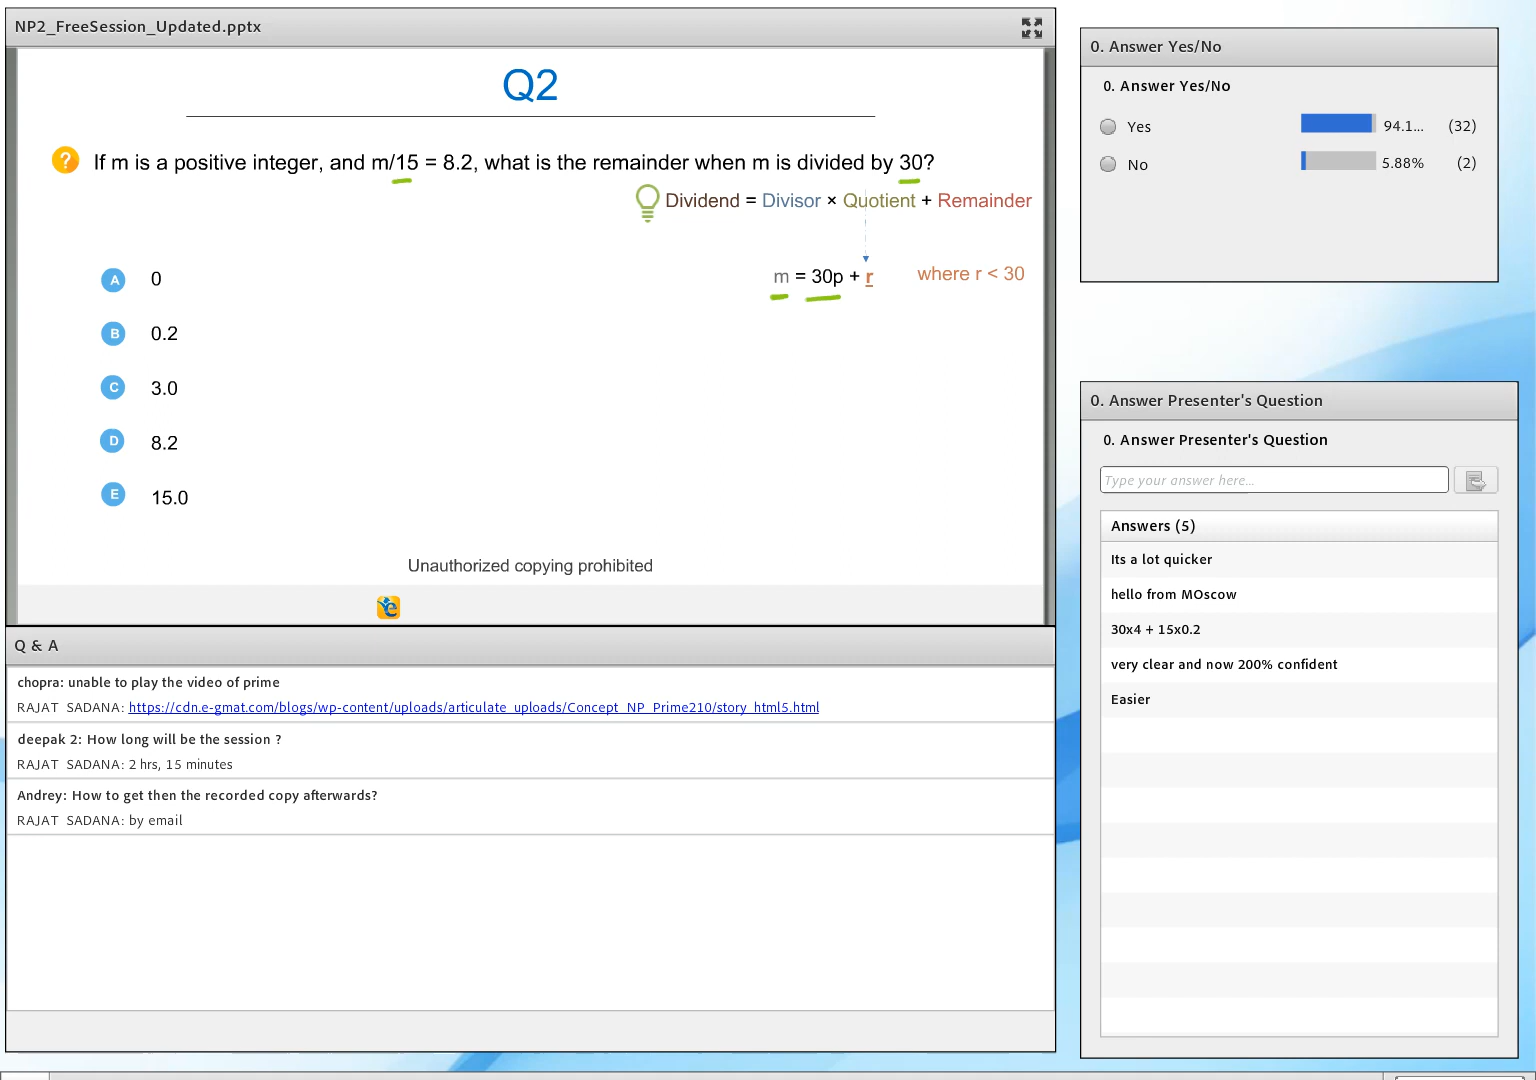 NP2_FreeSession_Updated.pptx
Q2
? If m is a positive integer, and m/15 = 8.2, what is the remainder when m is divided by 30?
Dividend = Divisor × Quotient + Remainder
m = 30p + r where r < 30
A 0
B 0.2
C 3.0
D 8.2
E 15.0
Unauthorized copying prohibited
e
Q & A
chopra: unable to play the video of prime
RAJAT SADANA: https://cdn.e-gmat.com/blogs/wp-content/uploads/articulate_uploads/Concept_NP_Prime210/story_html5.html
deepak 2: How long will be the session ?
RAJAT SADANA: 2 hrs, 15 minutes
Andrey: How to get then the recorded copy afterwards?
RAJAT SADANA: by email
0. Answer Yes/No
0. Answer Yes/No
Yes 94.1... (32)
No 5.88% (2)
0. Answer Presenter's Question
0. Answer Presenter's Question
Type your answer here...
Answers (5)
Its a lot quicker
hello from MOscow
30x4 + 15x0.2
very clear and now 200% confident
Easier